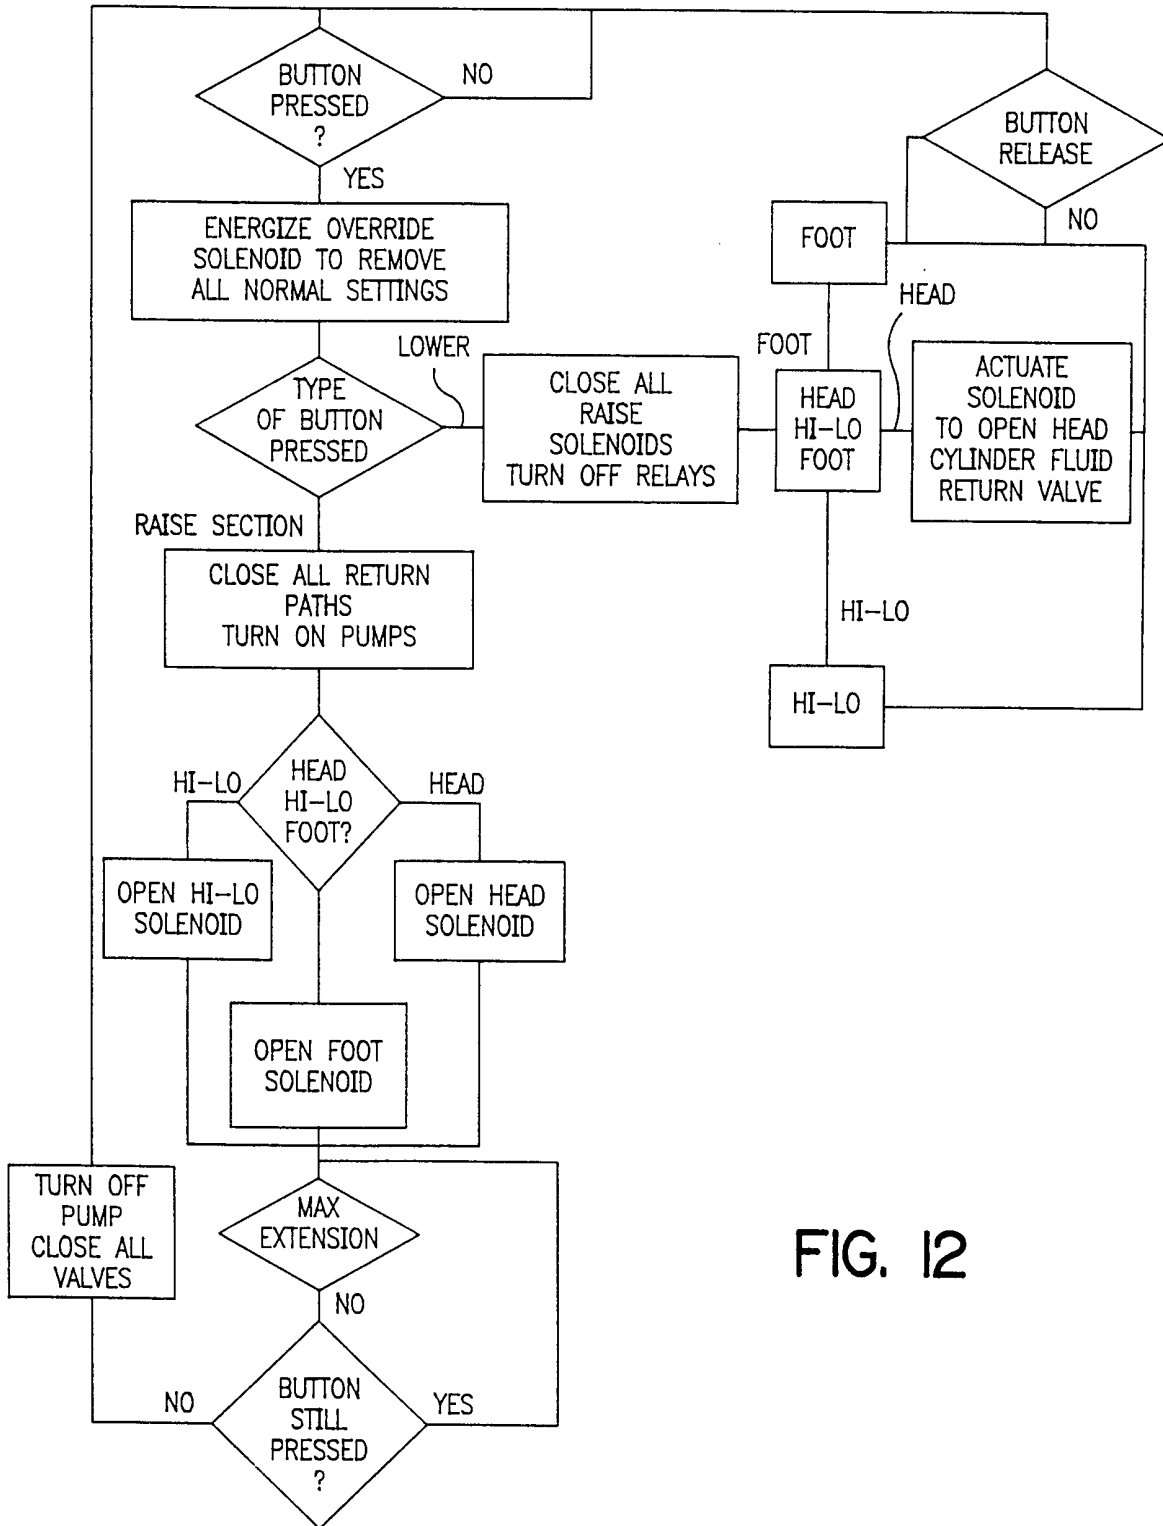 BUTTON
PRESSED
?
NO
YES
BUTTON
RELEASE
NO
ENERGIZE OVERRIDE
SOLENOID TO REMOVE
ALL NORMAL SETTINGS
FOOT
HEAD
LOWER
FOOT
TYPE
OF BUTTON
PRESSED
CLOSE ALL
RAISE
SOLENOIDS
TURN OFF RELAYS
HEAD
HI-LO
FOOT
ACTUATE
SOLENOID
TO OPEN HEAD
CYLINDER FLUID
RETURN VALVE
RAISE SECTION
CLOSE ALL RETURN
PATHS
TURN ON PUMPS
HI-LO
HI-LO
HI-LO
HEAD
HI-LO
FOOT?
HEAD
OPEN HI-LO
SOLENOID
OPEN HEAD
SOLENOID
OPEN FOOT
SOLENOID
TURN OFF
PUMP
CLOSE ALL
VALVES
MAX
EXTENSION
NO
NO
BUTTON
STILL
PRESSED
?
YES
FIG. 12